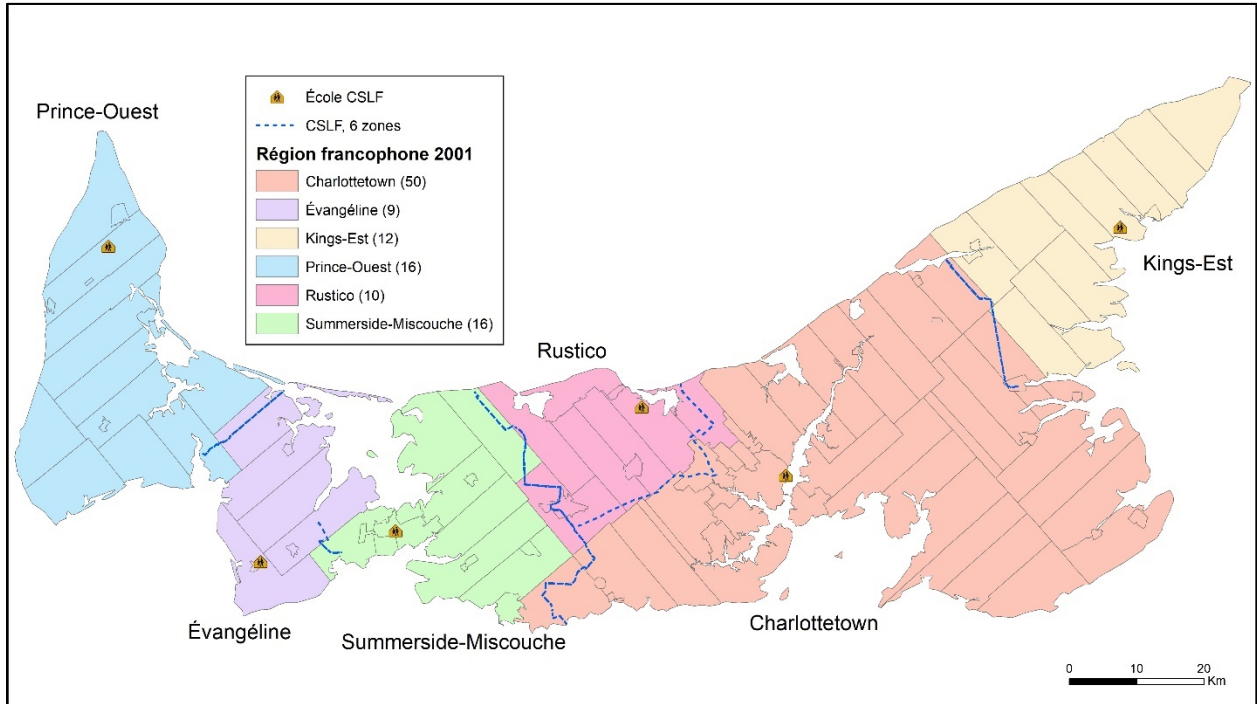 Prince-Ouest
École CSLF
CSLF, 6 zones
Région francophone 2001
Charlottetown (50)
Évangéline (9)
Kings-Est (12)
Prince-Ouest (16)
Rustico (10)
Summerside-Miscouche (16)
Kings-Est
Rustico
Évangéline
Summerside-Miscouche
Charlottetown
0 10 20
Km